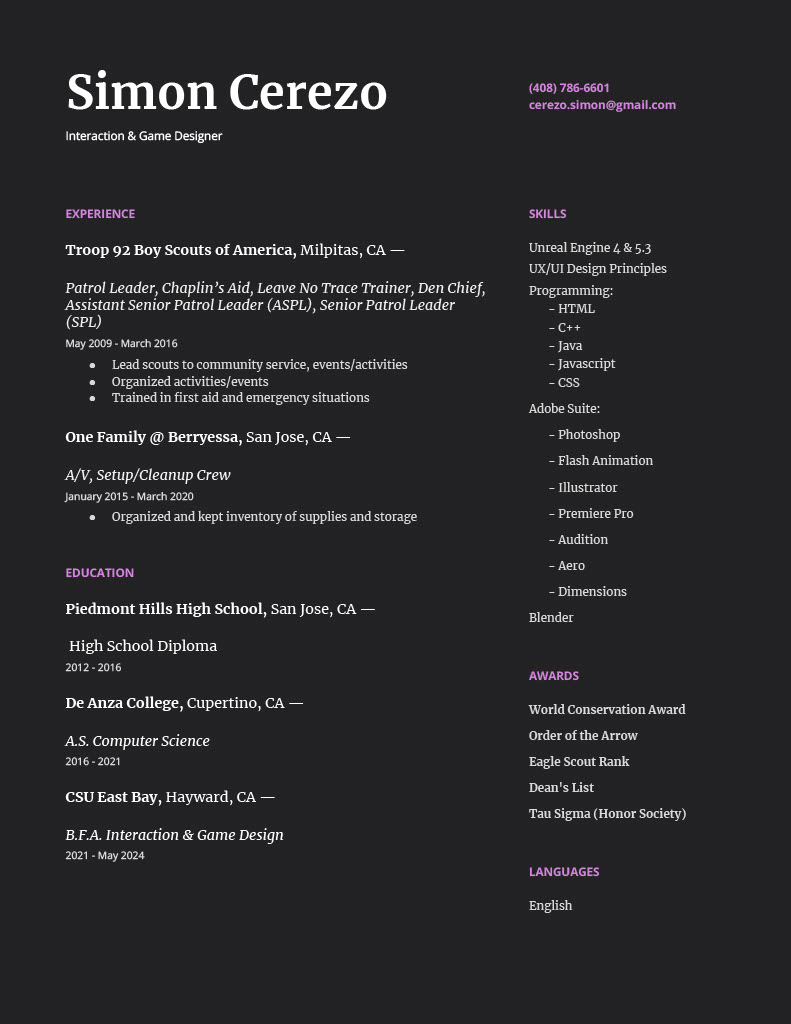 Simon Cerezo
Interaction & Game Designer
(408) 786-6601
cerezo.simon@gmail.com
EXPERIENCE
Troop 92 Boy Scouts of America, Milpitas, CA —
Patrol Leader, Chaplin’s Aid, Leave No Trace Trainer, Den Chief,
Assistant Senior Patrol Leader (ASPL), Senior Patrol Leader
(SPL)
May 2009 - March 2016
● Lead scouts to community service, events/activities
● Organized activities/events
● Trained in first aid and emergency situations
One Family @ Berryessa, San Jose, CA —
A/V, Setup/Cleanup Crew
January 2015 - March 2020
● Organized and kept inventory of supplies and storage
EDUCATION
Piedmont Hills High School, San Jose, CA —
High School Diploma
2012 - 2016
De Anza College, Cupertino, CA —
A.S. Computer Science
2016 - 2021
CSU East Bay, Hayward, CA —
B.F.A. Interaction & Game Design
2021 - May 2024
SKILLS
Unreal Engine 4 & 5.3
UX/UI Design Principles
Programming:
- HTML
- C++
- Java
- Javascript
- CSS
Adobe Suite:
- Photoshop
- Flash Animation
- Illustrator
- Premiere Pro
- Audition
- Aero
- Dimensions
Blender
AWARDS
World Conservation Award
Order of the Arrow
Eagle Scout Rank
Dean's List
Tau Sigma (Honor Society)
LANGUAGES
English